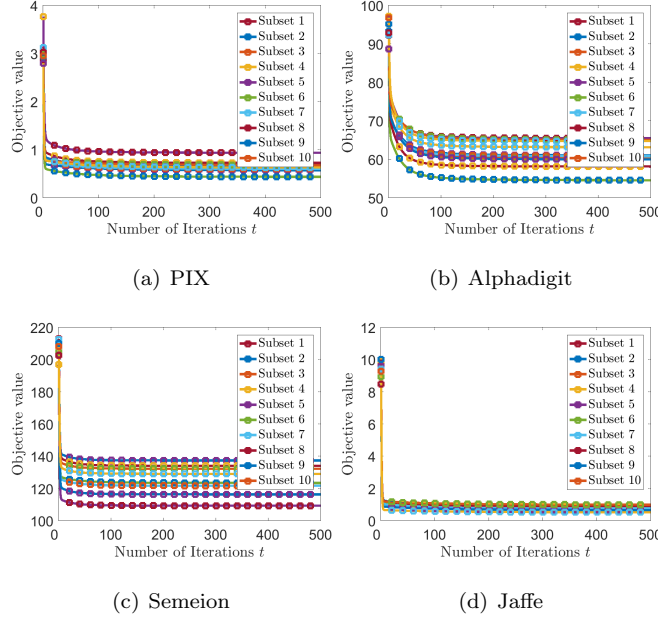 4
3
2
1
0
Objective value
Subset 1
Subset 2
Subset 3
Subset 4
Subset 5
Subset 6
Subset 7
Subset 8
Subset 9
Subset 10
0 100 200 300 400 500
Number of Iterations t
(a) PIX
100
90
80
70
60
50
Objective value
Subset 1
Subset 2
Subset 3
Subset 4
Subset 5
Subset 6
Subset 7
Subset 8
Subset 9
Subset 10
0 100 200 300 400 500
Number of Iterations t
(b) Alphadigit
220
200
180
160
140
120
100
Objective value
Subset 1
Subset 2
Subset 3
Subset 4
Subset 5
Subset 6
Subset 7
Subset 8
Subset 9
Subset 10
0 100 200 300 400 500
Number of Iterations t
(c) Semeion
12
10
8
6
4
2
0
Objective value
Subset 1
Subset 2
Subset 3
Subset 4
Subset 5
Subset 6
Subset 7
Subset 8
Subset 9
Subset 10
0 100 200 300 400 500
Number of Iterations t
(d) Jaffe